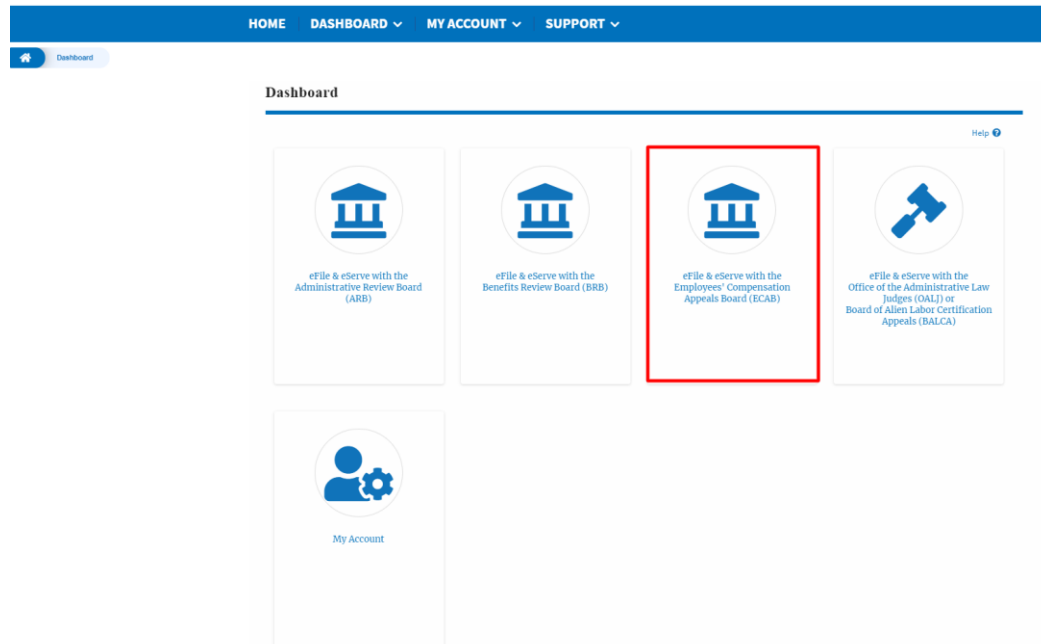 HOME DASHBOARD MY ACCOUNT SUPPORT
Dashboard
Dashboard
Help
eFile & eServe with the
Administrative Review Board
(ARB)
eFile & eServe with the
Benefits Review Board (BRB)
eFile & eServe with the
Employees' Compensation
Appeals Board (ECAB)
eFile & eServe with the
Office of the Administrative Law
Judges (OALJ) or
Board of Alien Labor Certification
Appeals (BALCA)
My Account